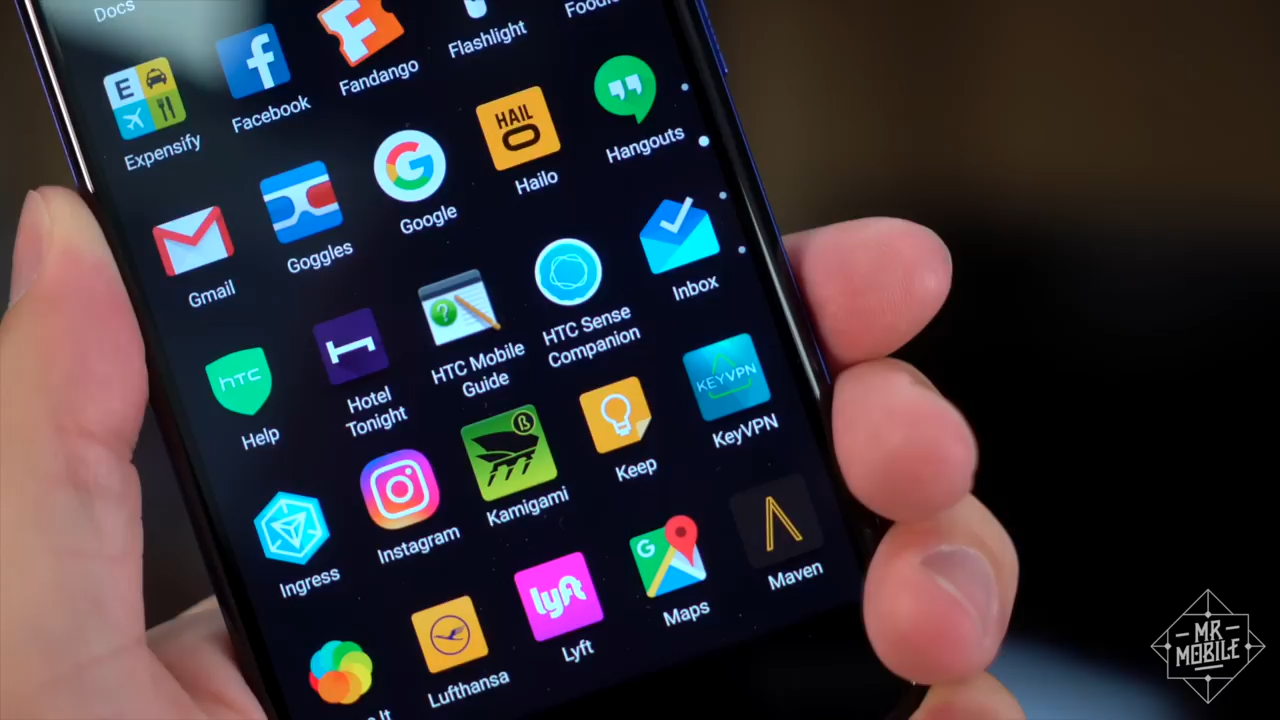 Docs
Expensify
Facebook
Fandango
Flashlight
E
HAIL
Gmail
Goggles
Google
Hailo
Hangouts
hTC
Help
Hotel
Tonight
HTC Mobile
Guide
HTC Sense
Companion
Inbox
KEYVPN
Ingress
Instagram
Kamigami
Keep
KeyVPN
lyft
G
Lufthansa
Lyft
Maps
Maven
MR
MOBILE